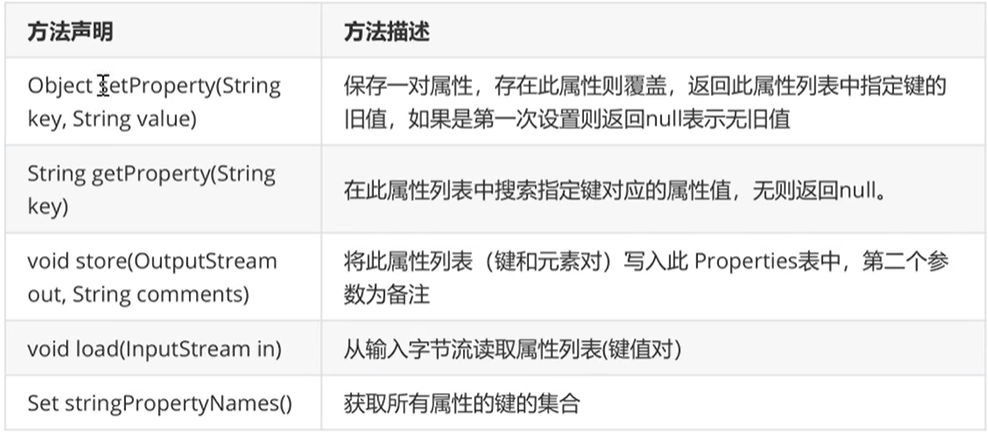 方法声明
方法描述
Object setProperty(String
key, String value)
保存一对属性，存在此属性则覆盖，返回此属性列表中指定键的
旧值，如果是第一次设置则返回null表示无旧值
String getProperty(String
key)
在此属性列表中搜索指定键对应的属性值，无则返回null。
void store(OutputStream
out, String comments)
将此属性列表（键和元素对）写入此 Properties表中，第二个参
数为备注
void load(InputStream in)
从输入字节流读取属性列表(键值对)
Set stringPropertyNames()
获取所有属性的键的集合